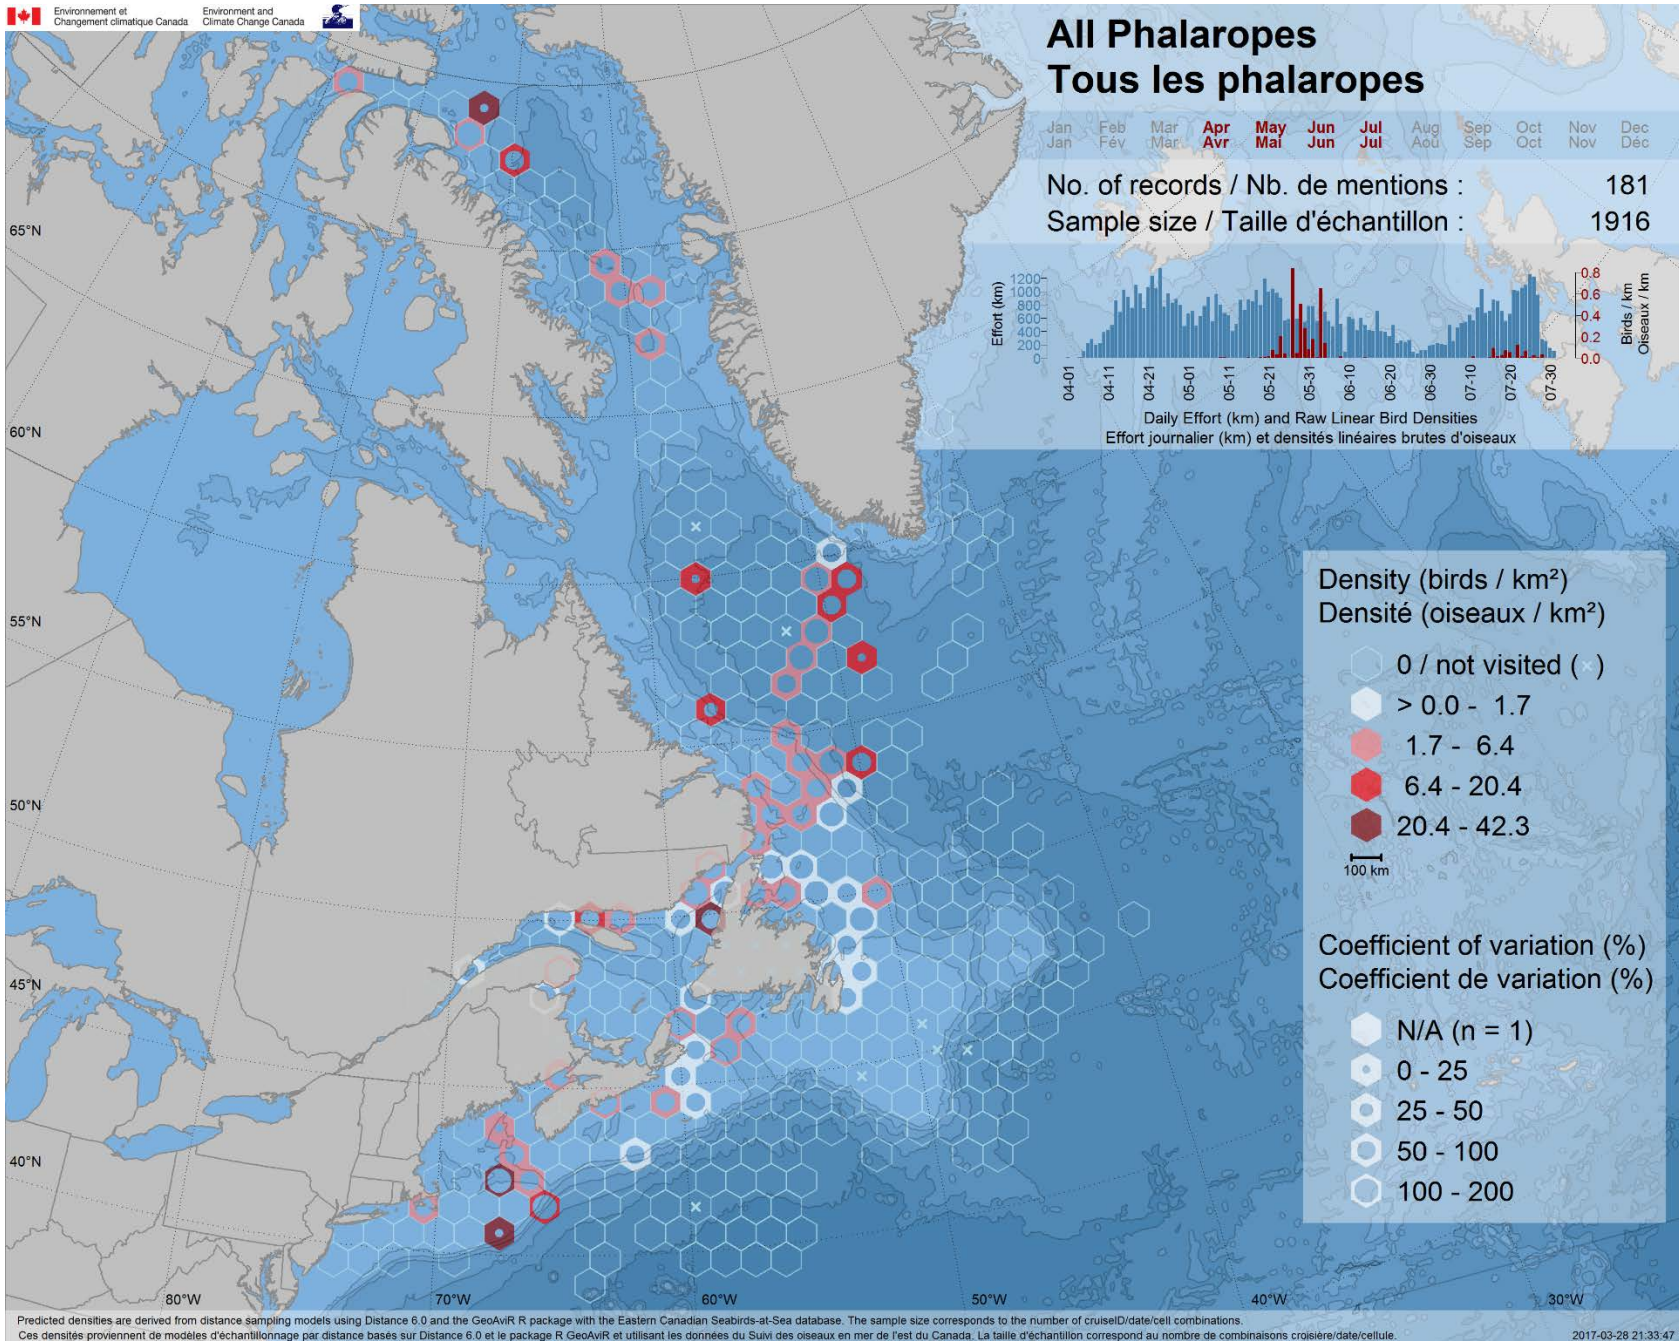 Environnement et
Changement climatique Canada
Environment and
Climate Change Canada
All Phalaropes
Tous les phalaropes
Jan Feb Mar Apr May Jun Jul Aug Sep Oct Nov Dec
Jan Fév Mar Avr Mai Jun Jul Aoû Sep Oct Nov Déc
No. of records / Nb. de mentions : 181
Sample size / Taille d'échantillon : 1916
Effort (km)
1200
800
600
400
200
0
0.8
0.6
0.4
0.2
0.0
Birds / km
Oiseaux / km
04-01 04-11 04-21 05-01 05-11 05-21 05-31 06-10 06-20 06-30 07-10 07-20 07-30
Daily Effort (km) and Raw Linear Bird Densities
Effort journalier (km) et densités linéaires brutes d'oiseaux
65°N
60°N
55°N
50°N
45°N
40°N
80°W 70°W 60°W 50°W 40°W 30°W
Density (birds / km²)
Densité (oiseaux / km²)
0 / not visited (×)
> 0.0 - 1.7
1.7 - 6.4
6.4 - 20.4
20.4 - 42.3
100 km
Coefficient of variation (%)
Coefficient de variation (%)
N/A (n = 1)
0 - 25
25 - 50
50 - 100
100 - 200
Predicted densities are derived from distance sampling models using Distance 6.0 and the GeoAviR R package with the Eastern Canadian Seabirds-at-Sea database. The sample size corresponds to the number of cruiseID/date/cell combinations.
Ces densités proviennent de modèles d'échantillonnage par distance basés sur Distance 6.0 et le package R GeoAviR et utilisant les données du Suivi des oiseaux en mer de l'est du Canada. La taille d'échantillon correspond au nombre de combinaisons croisière/date/cellule.
2017-03-28 21:33:47